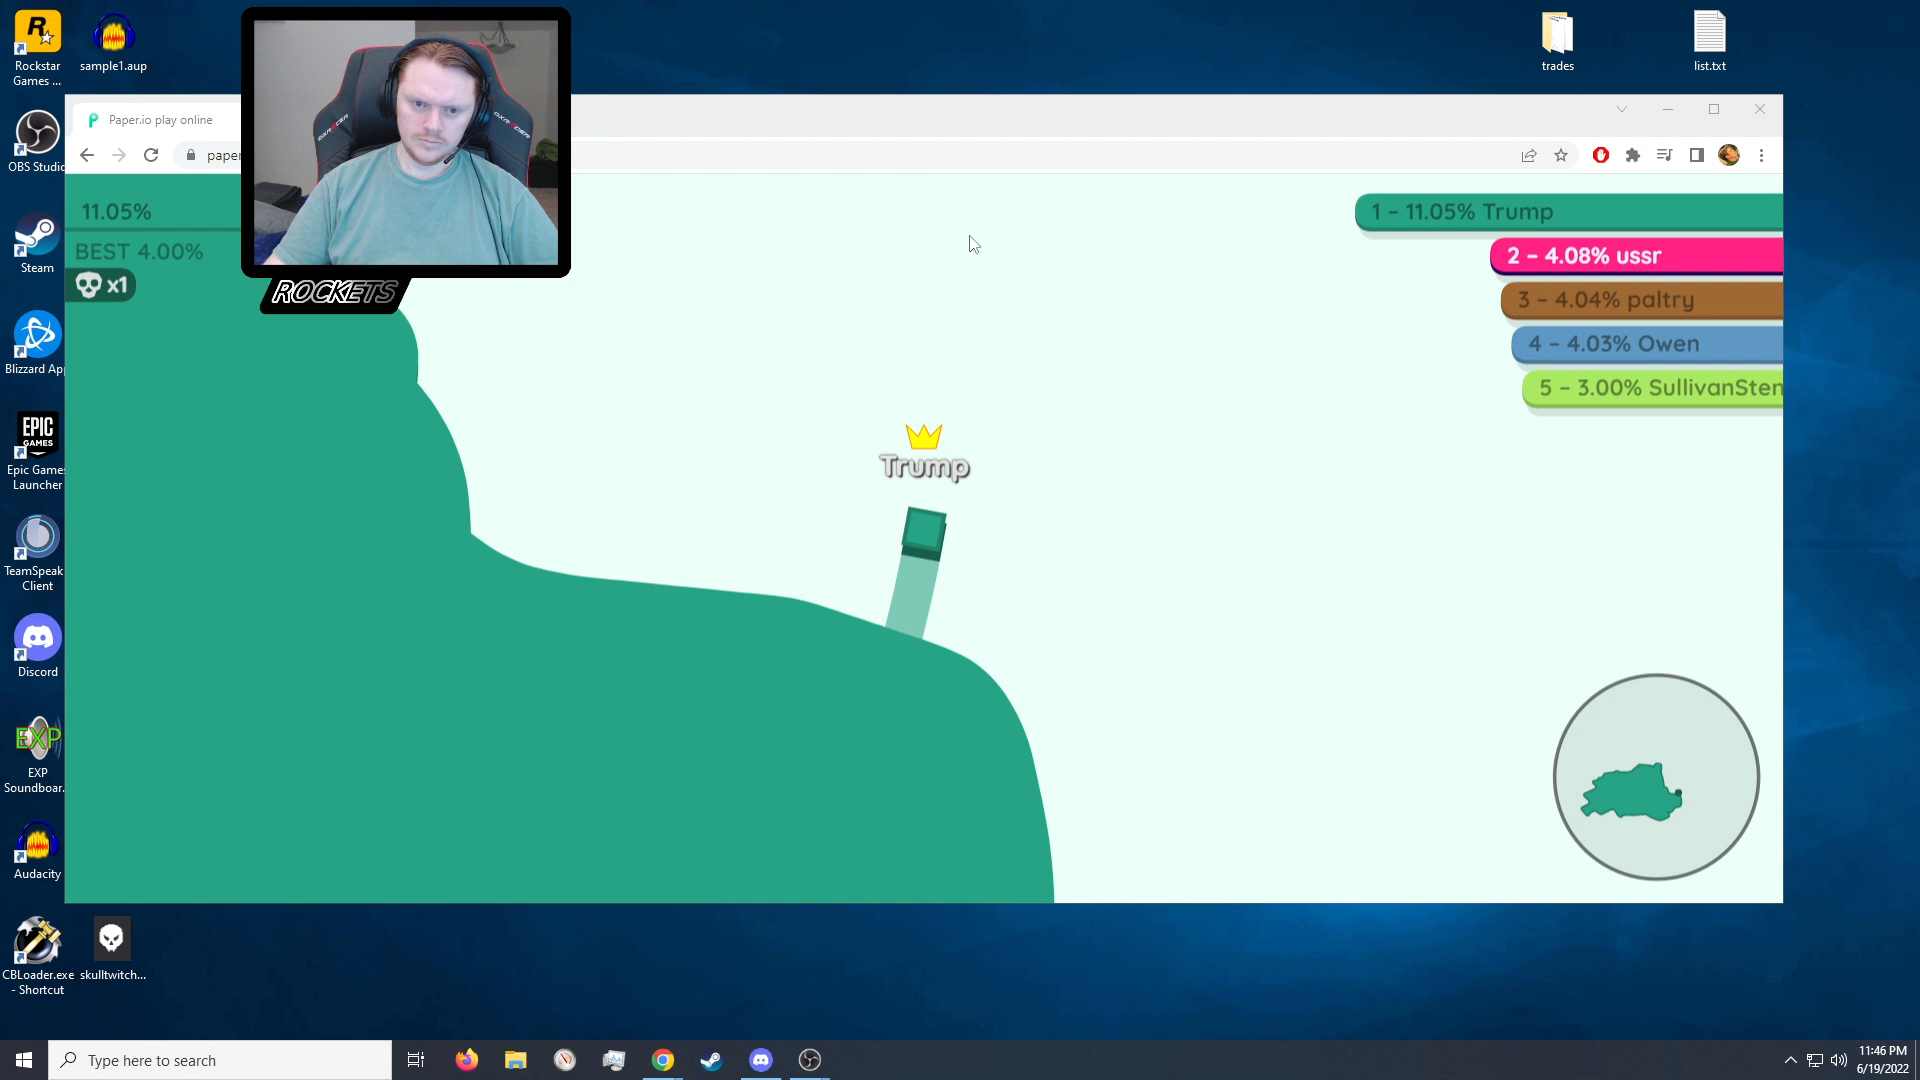 Rockstar
Games ...
sample1.aup
trades
list.txt
OBS Studio
Steam
Blizzard App
EPIC
GAMES
Epic Games
Launcher
TeamSpeak
Client
Discord
EXP
EXP
Soundboar...
Audacity
CBLoader.exe
- Shortcut
skulltwitch...
Paper.io play online
paper
DXRACER
DXRACER
ROCKETS
11.05%
BEST 4.00%
x1
1 - 11.05% Trump
2 - 4.08% ussr
3 - 4.04% paltry
4 - 4.03% Owen
5 - 3.00% SullivanSten
Trump
Type here to search
11:46 PM
6/19/2022